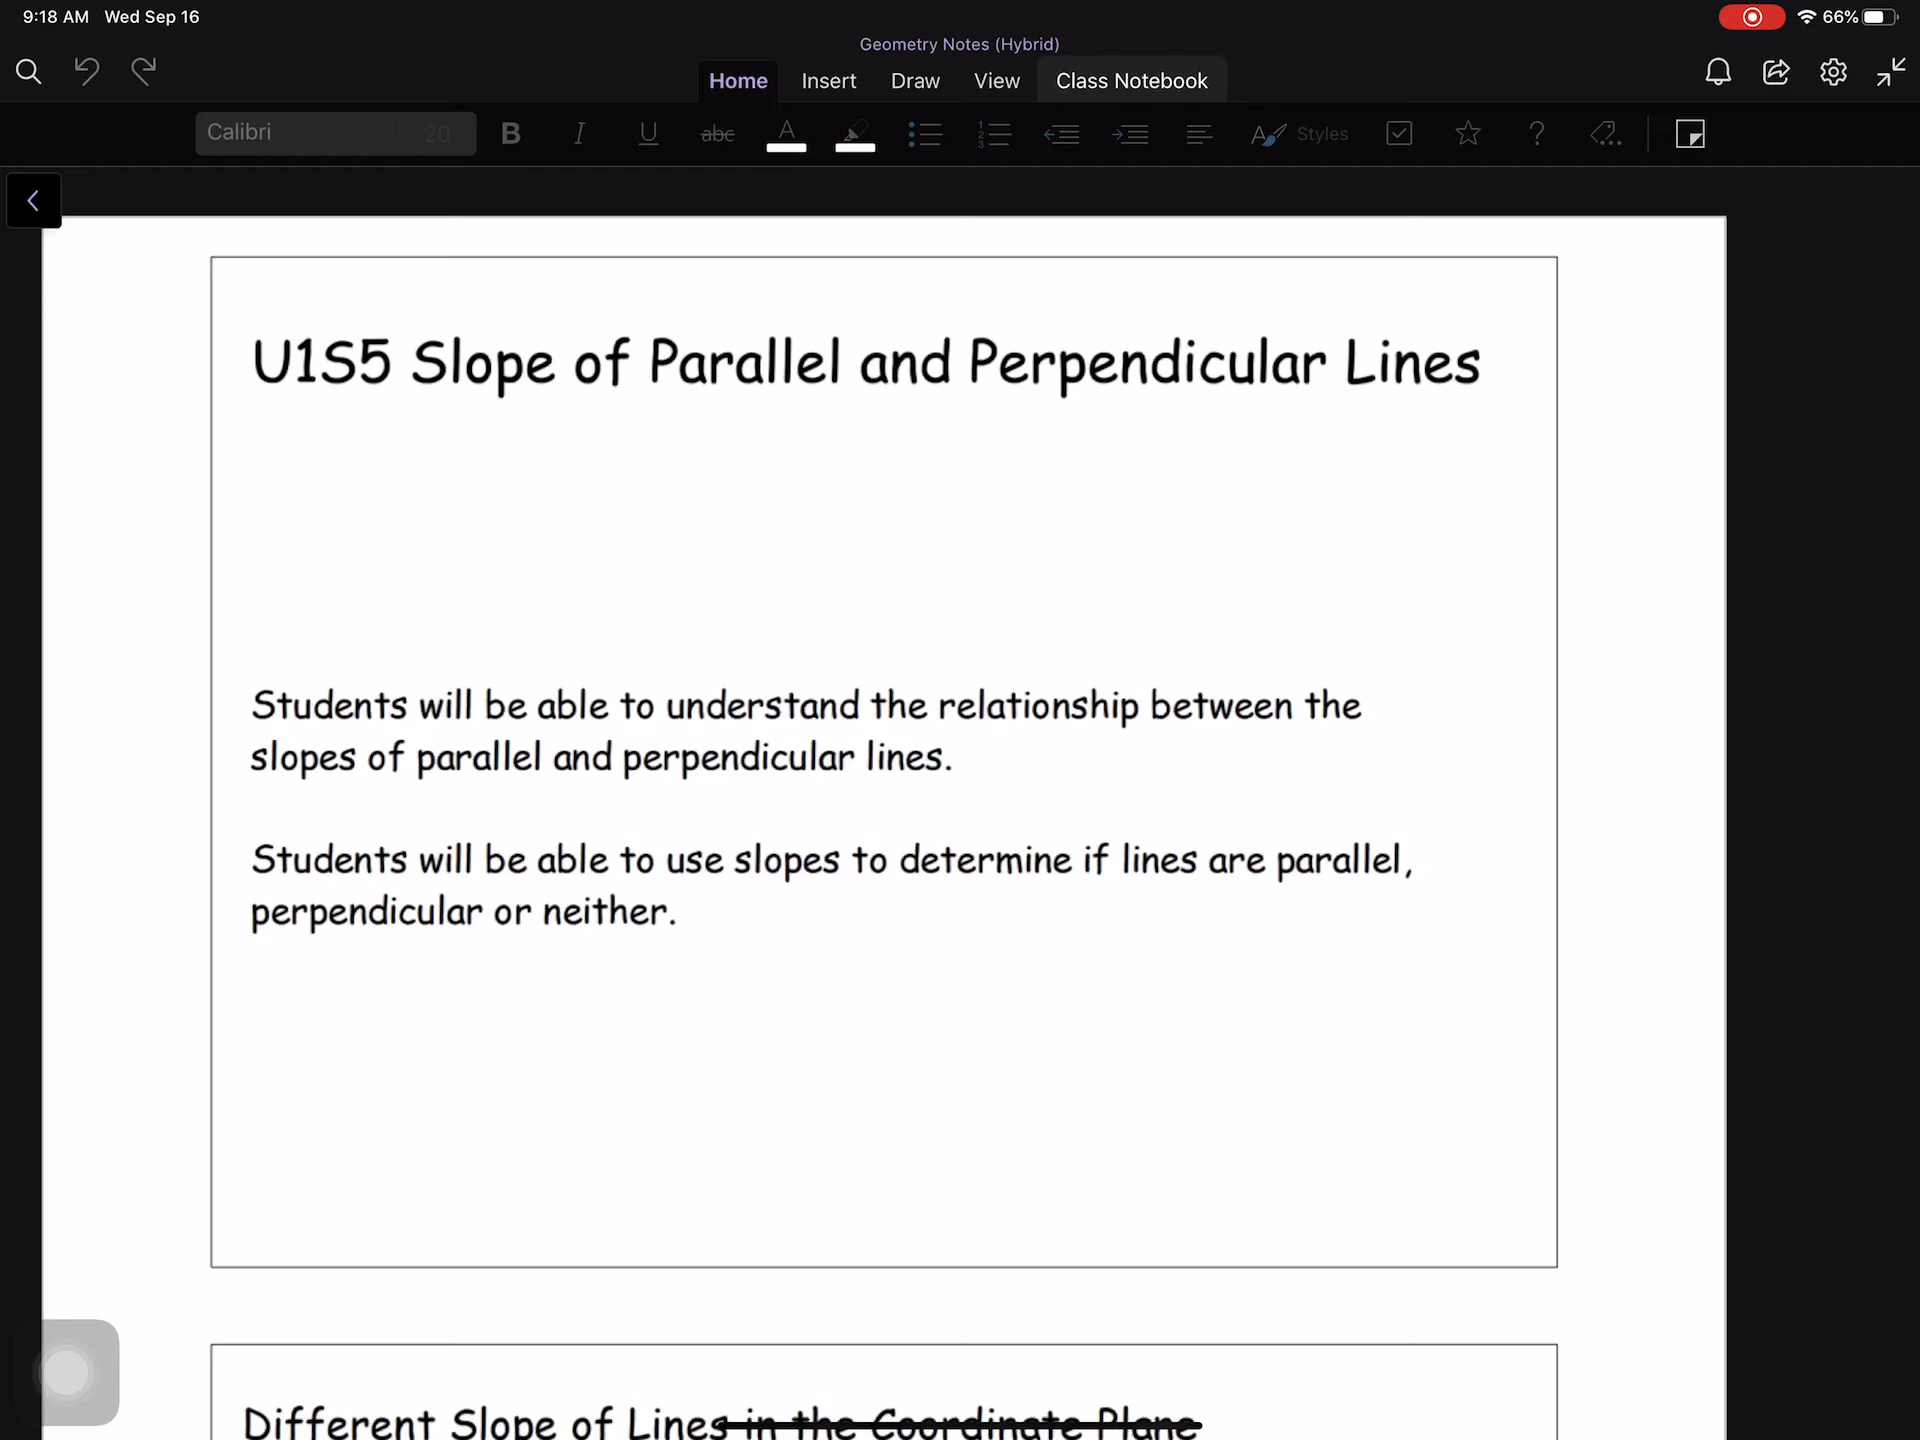 9:18 AM Wed Sep 16
66%
Geometry Notes (Hybrid)
Home Insert Draw View Class Notebook
Calibri 20 B I U abc A A Styles ?
U1S5 Slope of Parallel and Perpendicular Lines
Students will be able to understand the relationship between the
slopes of parallel and perpendicular lines.
Students will be able to use slopes to determine if lines are parallel,
perpendicular or neither.
Different Slope of Lines in the Coordinate Plane